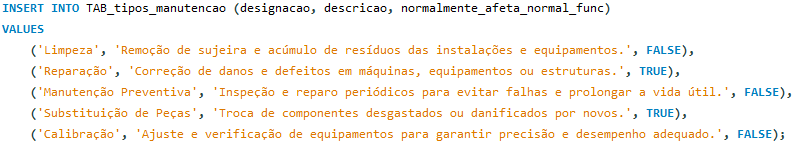 INSERT INTO TAB_tipos_manutencao (designacao, descricao, normalmente_afeta_normal_func)
VALUES
('Limpeza', 'Remoção de sujeira e acúmulo de resíduos das instalações e equipamentos.', FALSE),
('Reparação', 'Correção de danos e defeitos em máquinas, equipamentos ou estruturas.', TRUE),
('Manutenção Preventiva', 'Inspeção e reparo periódicos para evitar falhas e prolongar a vida útil.', FALSE),
('Substituição de Peças', 'Troca de componentes desgastados ou danificados por novos.', TRUE),
('Calibração', 'Ajuste e verificação de equipamentos para garantir precisão e desempenho adequado.', FALSE);